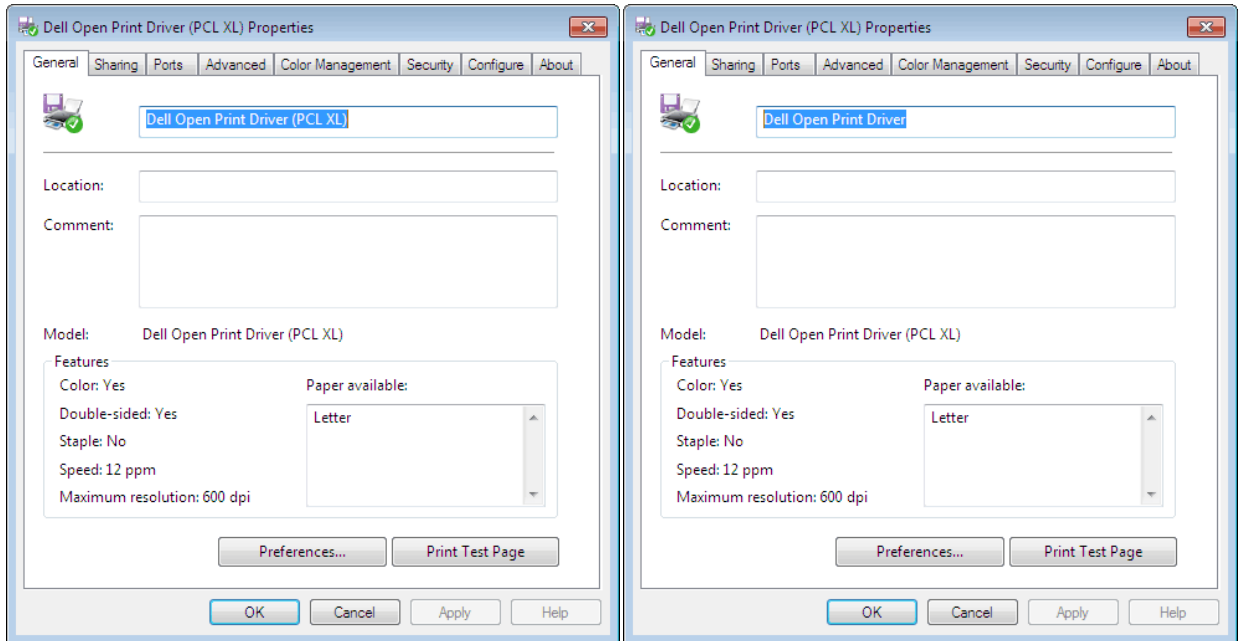 Dell Open Print Driver (PCL XL) Properties
General Sharing Ports Advanced Color Management Security Configure About
Dell Open Print Driver (PCL XL)
Location:
Comment:
Model: Dell Open Print Driver (PCL XL)
Features
Color: Yes Paper available:
Double-sided: Yes Letter
Staple: No
Speed: 12 ppm
Maximum resolution: 600 dpi
Preferences... Print Test Page
OK Cancel Apply Help
Dell Open Print Driver (PCL XL) Properties
General Sharing Ports Advanced Color Management Security Configure About
Dell Open Print Driver
Location:
Comment:
Model: Dell Open Print Driver (PCL XL)
Features
Color: Yes Paper available:
Double-sided: Yes Letter
Staple: No
Speed: 12 ppm
Maximum resolution: 600 dpi
Preferences... Print Test Page
OK Cancel Apply Help